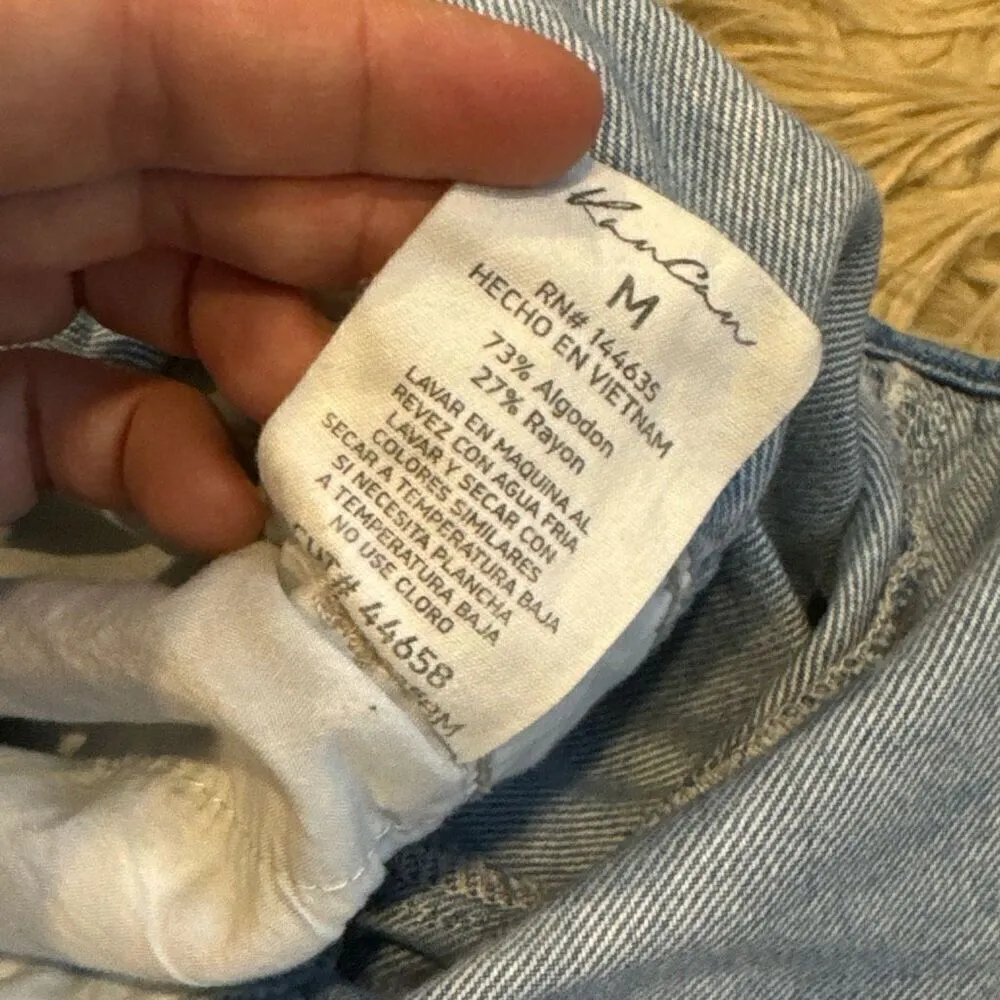 KanCan
M
RN# 144635
HECHO EN VIETNAM
73% Algodon
27% Rayon
LAVAR EN MAQUINA AL
REVEZ CON AGUA FRIA
LAVAR Y SECAR CON
COLORES SIMILARES
SECAR A TEMPERATURA BAJA
SI NECESITA PLANCHA
A TEMPERATURA BAJA
NO USE CLORO
CUT# 44658